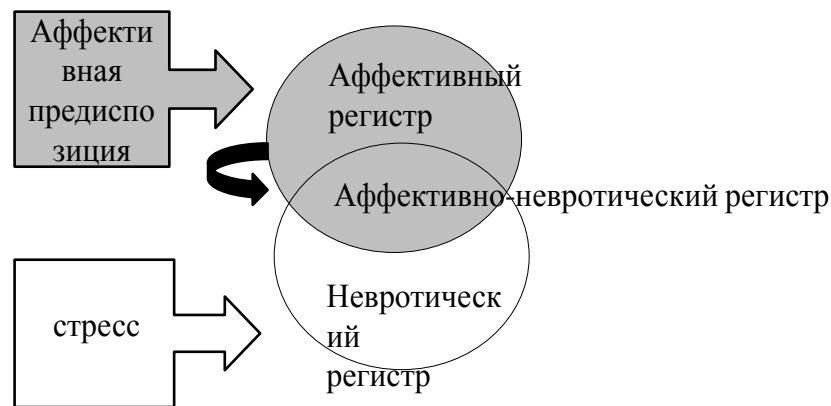 Аффекти
вная
предиспо
зиция
Аффективный
регистр
Аффективно-невротический регистр
стресс
Невротическ
ий
регистр